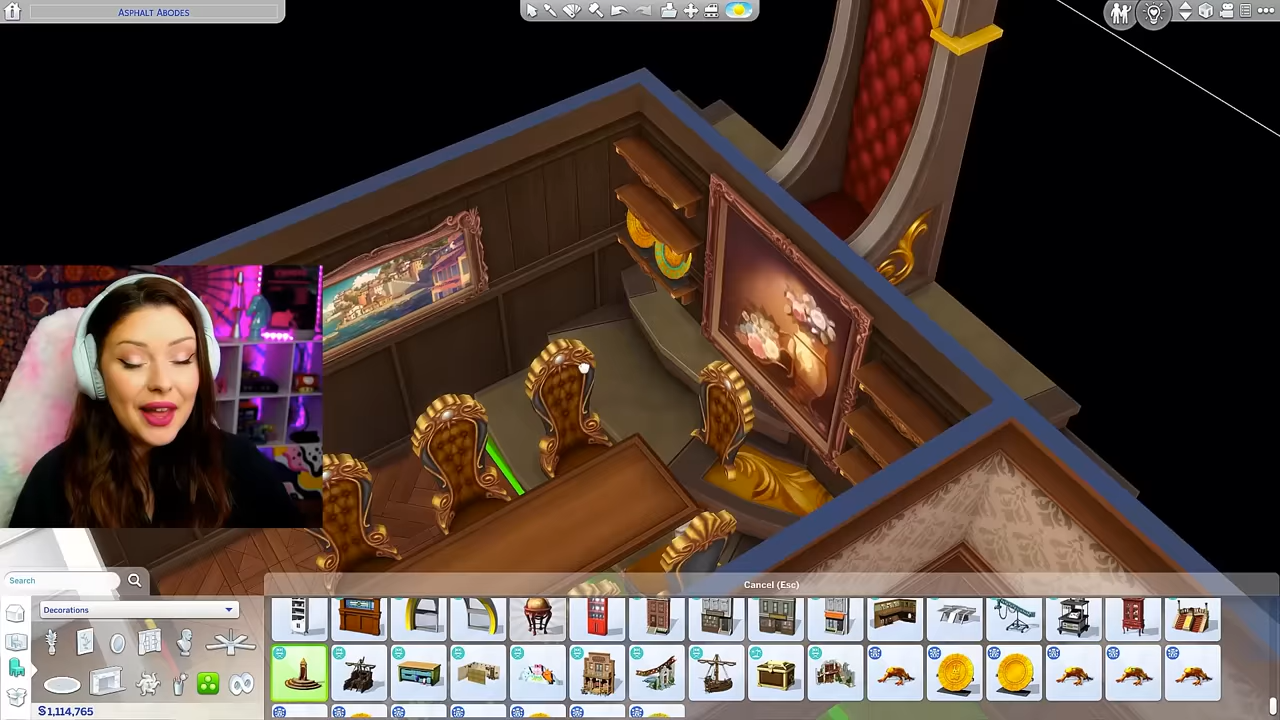 ASPHALT ABODES
Cancel (Esc)
Search
Decorations
$1,114,765